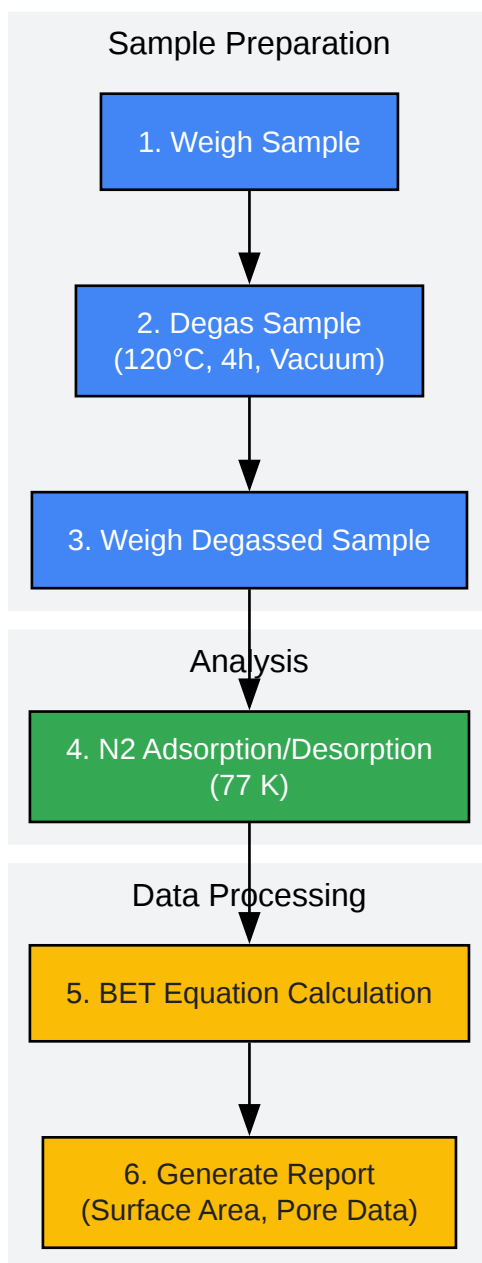 Sample Preparation
1. Weigh Sample
2. Degas Sample
(120°C, 4h, Vacuum)
3. Weigh Degassed Sample
Analysis
4. N2 Adsorption/Desorption
(77 K)
Data Processing
5. BET Equation Calculation
6. Generate Report
(Surface Area, Pore Data)